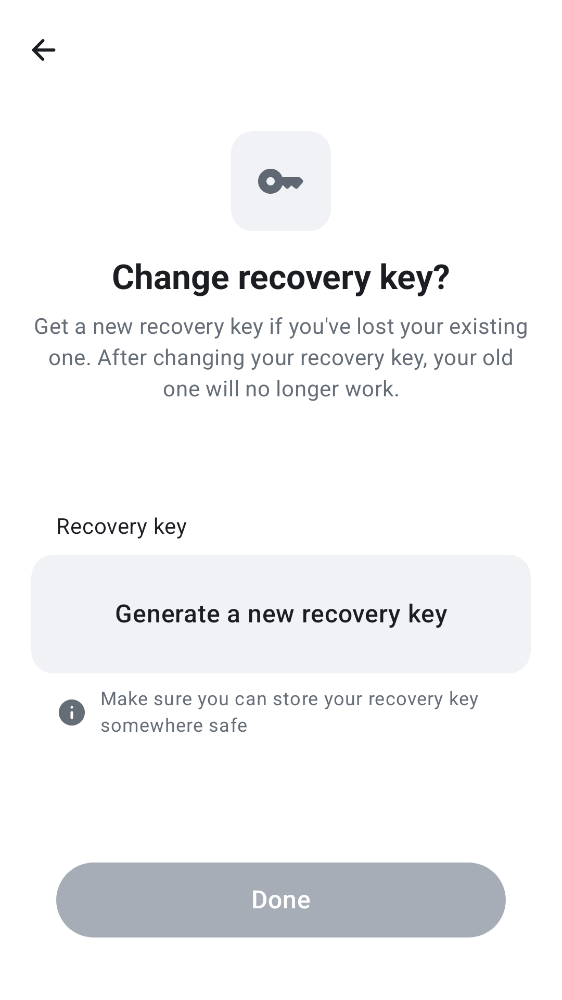 Change recovery key?
Get a new recovery key if you've lost your existing
one. After changing your recovery key, your old
one will no longer work.
Recovery key
Generate a new recovery key
Make sure you can store your recovery key
somewhere safe
Done